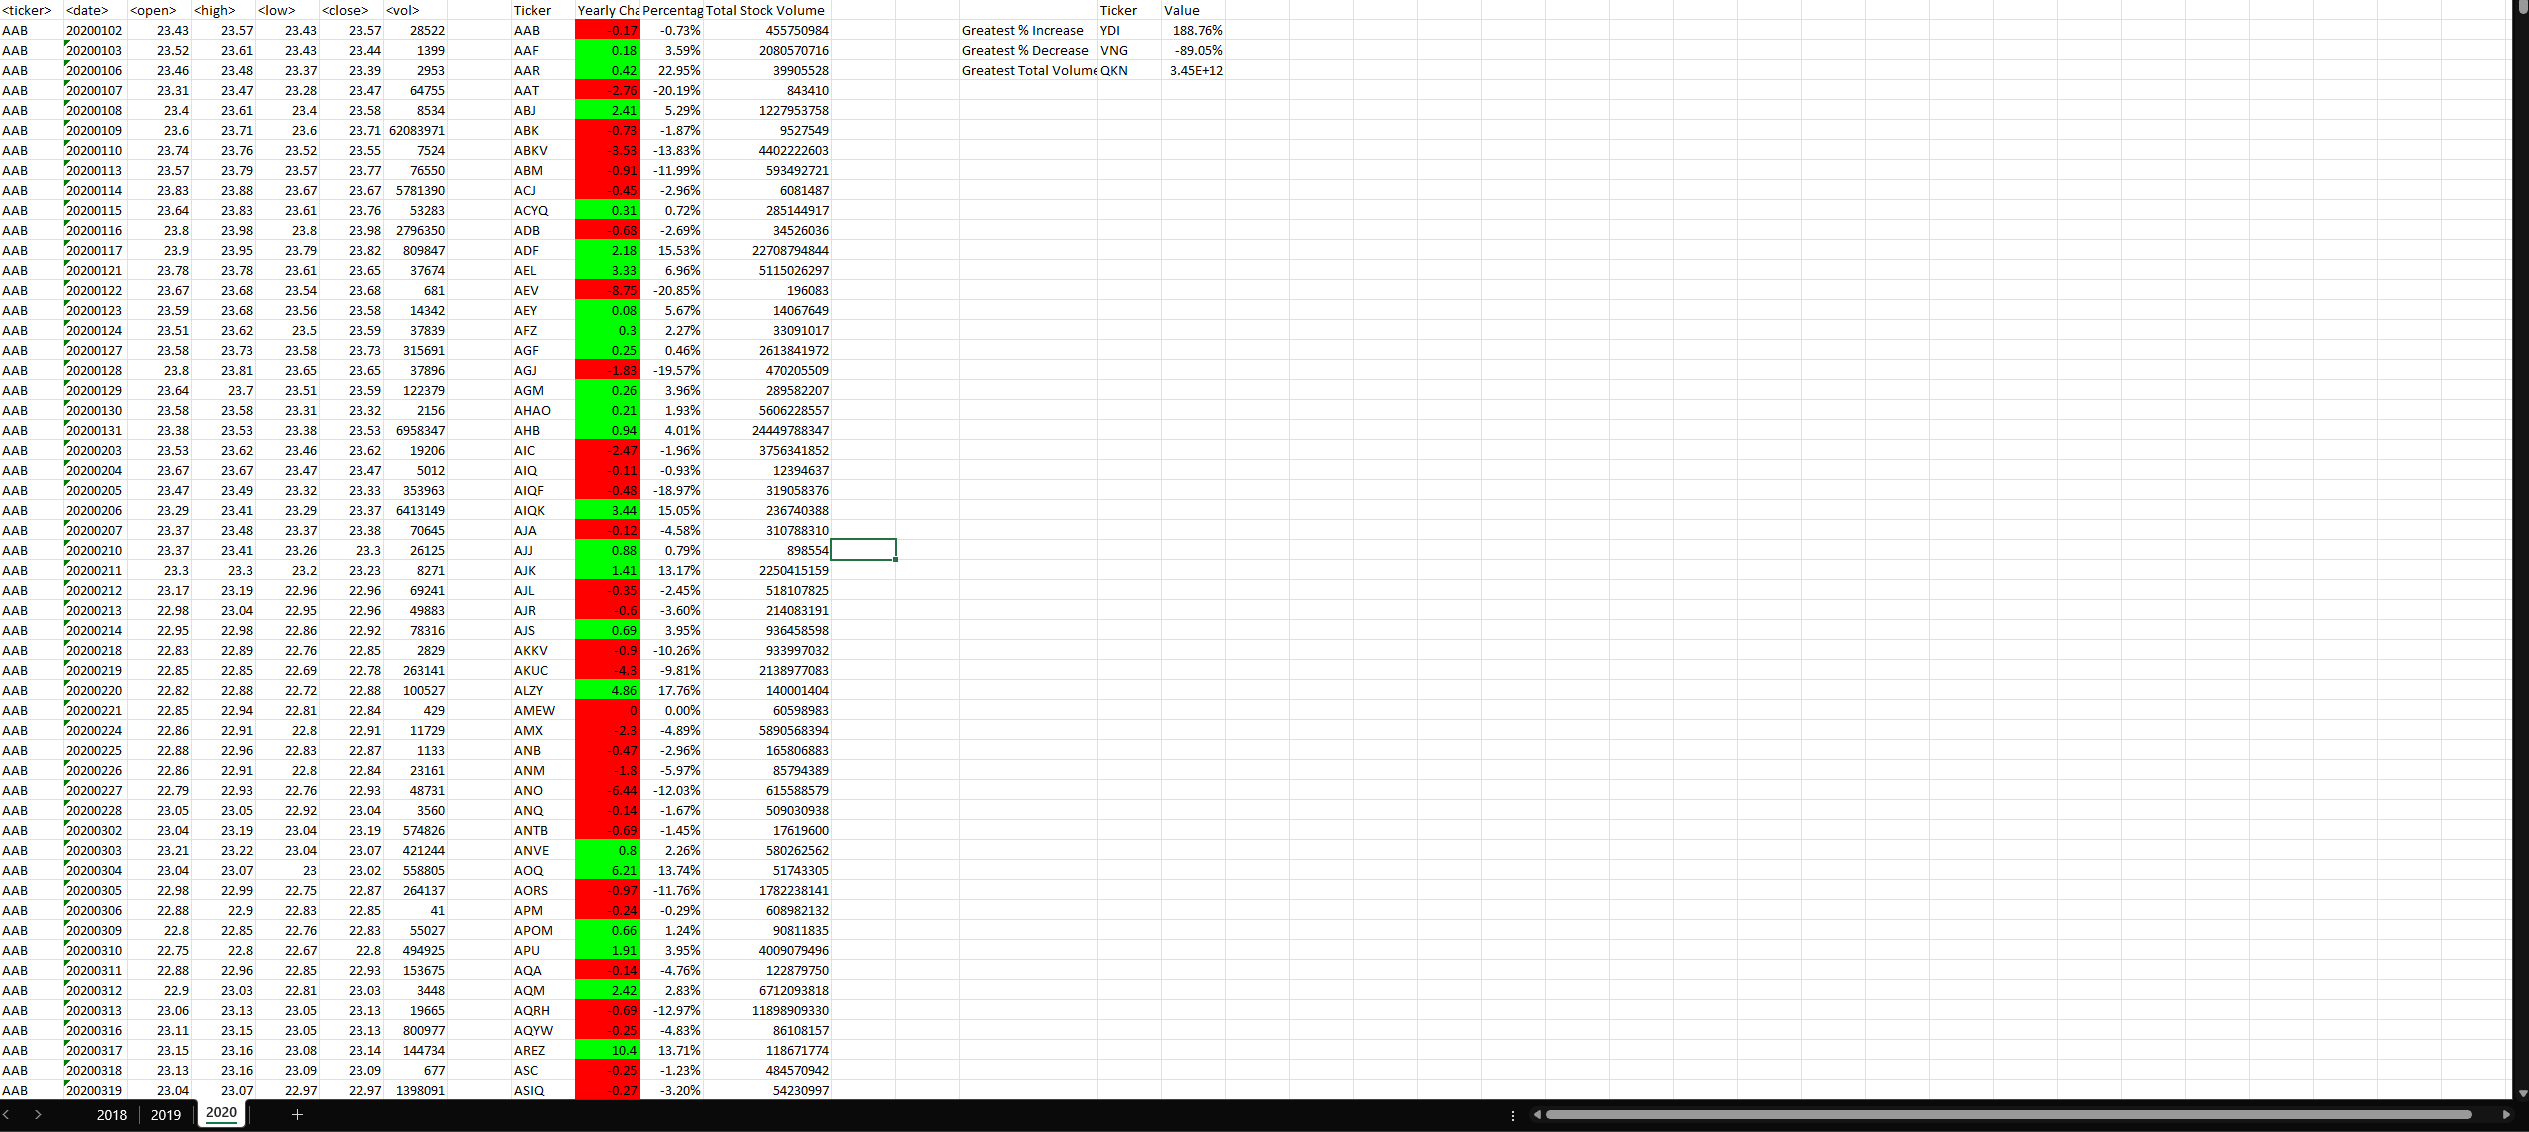 <ticker> <date> <open> <high> <low> <close> <vol> Ticker Yearly Cha Percentag Total Stock Volume Ticker Value
AAB 20200102 23.43 23.57 23.43 23.57 28522 AAB -0.17 -0.73% 455750984 Greatest % Increase YDI 188.76%
AAB 20200103 23.52 23.61 23.43 23.44 1399 AAF 0.18 3.59% 2080570716 Greatest % Decrease VNG -89.05%
AAB 20200106 23.46 23.48 23.37 23.39 2953 AAR 0.42 22.95% 39905528 Greatest Total Volume QKN 3.45E+12
AAB 20200107 23.31 23.47 23.28 23.47 64755 AAT -2.76 -20.19% 843410
AAB 20200108 23.4 23.61 23.4 23.58 8534 ABJ 2.41 5.29% 1227953758
AAB 20200109 23.6 23.71 23.6 23.71 62083971 ABK -0.73 -1.87% 9527549
AAB 20200110 23.74 23.76 23.52 23.55 7524 ABKV -3.53 -13.83% 4402222603
AAB 20200113 23.57 23.79 23.57 23.77 76550 ABM -0.91 -11.99% 593492721
AAB 20200114 23.83 23.88 23.67 23.67 5781390 ACJ -0.45 -2.96% 6081487
AAB 20200115 23.64 23.83 23.61 23.76 53283 ACYQ 0.31 0.72% 285144917
AAB 20200116 23.8 23.98 23.8 23.98 2796350 ADB -0.68 -2.69% 34526036
AAB 20200117 23.9 23.95 23.79 23.82 809847 ADF 2.18 15.53% 22708794844
AAB 20200121 23.78 23.78 23.61 23.65 37674 AEL 3.33 6.96% 5115026297
AAB 20200122 23.67 23.68 23.54 23.68 681 AEV -8.75 -20.85% 196083
AAB 20200123 23.59 23.68 23.56 23.58 14342 AEY 0.08 5.67% 14067649
AAB 20200124 23.51 23.62 23.5 23.59 37839 AFZ 0.3 2.27% 33091017
AAB 20200127 23.58 23.73 23.58 23.73 315691 AGF 0.25 0.46% 2613841972
AAB 20200128 23.8 23.81 23.65 23.65 37896 AGJ -1.83 -19.57% 470205509
AAB 20200129 23.64 23.7 23.51 23.59 122379 AGM 0.26 3.96% 289582207
AAB 20200130 23.58 23.58 23.31 23.32 2156 AHAO 0.21 1.93% 5606228557
AAB 20200131 23.38 23.53 23.38 23.53 6958347 AHB 0.94 4.01% 24449788347
AAB 20200203 23.53 23.62 23.46 23.62 19206 AIC -2.47 -1.96% 3756341852
AAB 20200204 23.67 23.67 23.47 23.47 5012 AIQ -0.11 -0.93% 12394637
AAB 20200205 23.47 23.49 23.32 23.33 353963 AIQF -0.48 -18.97% 319058376
AAB 20200206 23.29 23.41 23.29 23.37 6413149 AIQK 3.44 15.05% 236740388
AAB 20200207 23.37 23.48 23.37 23.38 70645 AJA -0.12 -4.58% 310788310
AAB 20200210 23.37 23.41 23.26 23.3 26125 AJJ 0.88 0.79% 898554
AAB 20200211 23.3 23.3 23.2 23.23 8271 AJK 1.41 13.17% 2250415159
AAB 20200212 23.17 23.19 22.96 22.96 69241 AJL -0.35 -2.45% 518107825
AAB 20200213 22.98 23.04 22.95 22.96 49883 AJR -0.6 -3.60% 214083191
AAB 20200214 22.95 22.98 22.86 22.92 78316 AJS 0.69 3.95% 936458598
AAB 20200218 22.83 22.89 22.76 22.85 2829 AKKV -0.9 -10.26% 933997032
AAB 20200219 22.85 22.85 22.69 22.78 263141 AKUC -4.3 -9.81% 2138977083
AAB 20200220 22.82 22.88 22.72 22.88 100527 ALZY 4.86 17.76% 140001404
AAB 20200221 22.85 22.94 22.81 22.84 429 AMEW 0 0.00% 60598983
AAB 20200224 22.86 22.91 22.8 22.91 11729 AMX -2.3 -4.89% 5890568394
AAB 20200225 22.88 22.96 22.83 22.87 1133 ANB -0.47 -2.96% 165806883
AAB 20200226 22.86 22.91 22.8 22.84 23161 ANM -1.8 -5.97% 85794389
AAB 20200227 22.79 22.93 22.76 22.93 48731 ANO -6.44 -12.03% 615588579
AAB 20200228 23.05 23.05 22.92 23.04 3560 ANQ -0.14 -1.67% 509030938
AAB 20200302 23.04 23.19 23.04 23.19 574826 ANTB -0.69 -1.45% 17619600
AAB 20200303 23.21 23.22 23.04 23.07 421244 ANVE 0.8 2.26% 580262562
AAB 20200304 23.04 23.07 23 23.02 558805 AOQ 6.21 13.74% 51743305
AAB 20200305 22.98 22.99 22.75 22.87 264137 AORS -0.97 -11.76% 1782238141
AAB 20200306 22.88 22.9 22.83 22.85 41 APM -0.24 -0.29% 608982132
AAB 20200309 22.8 22.85 22.76 22.83 55027 APOM 0.66 1.24% 90811835
AAB 20200310 22.75 22.8 22.67 22.8 494925 APU 1.91 3.95% 4009079496
AAB 20200311 22.88 22.96 22.85 22.93 153675 AQA -0.14 -4.76% 122879750
AAB 20200312 22.9 23.03 22.81 23.03 3448 AQM 2.42 2.83% 6712093818
AAB 20200313 23.06 23.13 23.05 23.13 19665 AQRH -0.69 -12.97% 11898909330
AAB 20200316 23.11 23.15 23.05 23.13 800977 AQYW -0.25 -4.83% 86108157
AAB 20200317 23.15 23.16 23.08 23.14 144734 AREZ 10.4 13.71% 118671774
AAB 20200318 23.13 23.16 23.09 23.09 677 ASC -0.25 -1.23% 484570942
AAB 20200319 23.04 23.07 22.97 22.97 1398091 ASIQ -0.27 -3.20% 54230997
2018 2019 2020